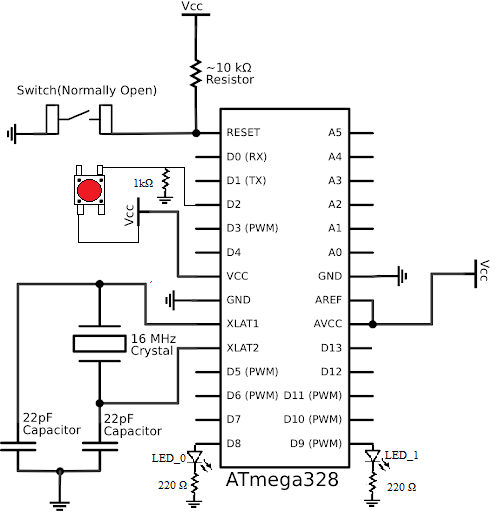 Vcc
~10 kΩ
Resistor
Switch(Normally Open)
RESET
A5
D0 (RX)
A4
D1 (TX)
A3
1kΩ
D2
A2
Vcc
D3 (PWM)
A1
D4
A0
VCC
GND
Vcc
GND
AREF
XLAT1
AVCC
16 MHz
Crystal
XLAT2
D13
D5 (PWM)
D12
D6 (PWM)
D11 (PWM)
22pF
Capacitor
22pF
Capacitor
D7
D10 (PWM)
D8
D9 (PWM)
LED_0
LED_1
220 Ω
220 Ω
ATmega328